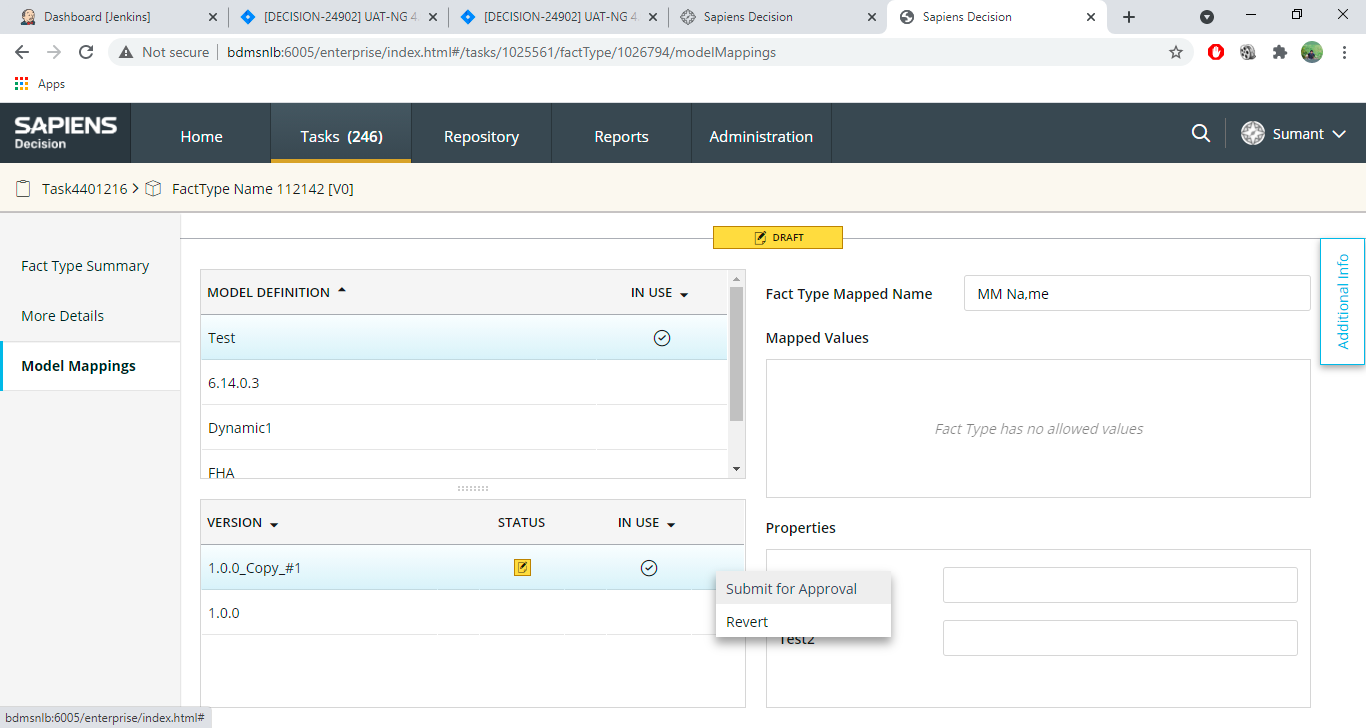 Dashboard [Jenkins]
[DECISION-24902] UAT-NG 4.
[DECISION-24902] UAT-NG 4.
Sapiens Decision
Sapiens Decision
Not secure
bdmsnlb:6005/enterprise/index.html#/tasks/1025561/factType/1026794/modelMappings
Apps
SAPIENS
Decision
Home
Tasks (246)
Repository
Reports
Administration
Sumant
Task4401216 > FactType Name 112142 [V0]
DRAFT
Fact Type Summary
More Details
Model Mappings
MODEL DEFINITION
IN USE
Test
6.14.0.3
Dynamic1
FHA
VERSION
STATUS
IN USE
1.0.0_Copy_#1
1.0.0
Fact Type Mapped Name
MM Na,me
Mapped Values
Fact Type has no allowed values
Properties
Submit for Approval
Revert
Test2
Additional Info
bdmsnlb:6005/enterprise/index.html#